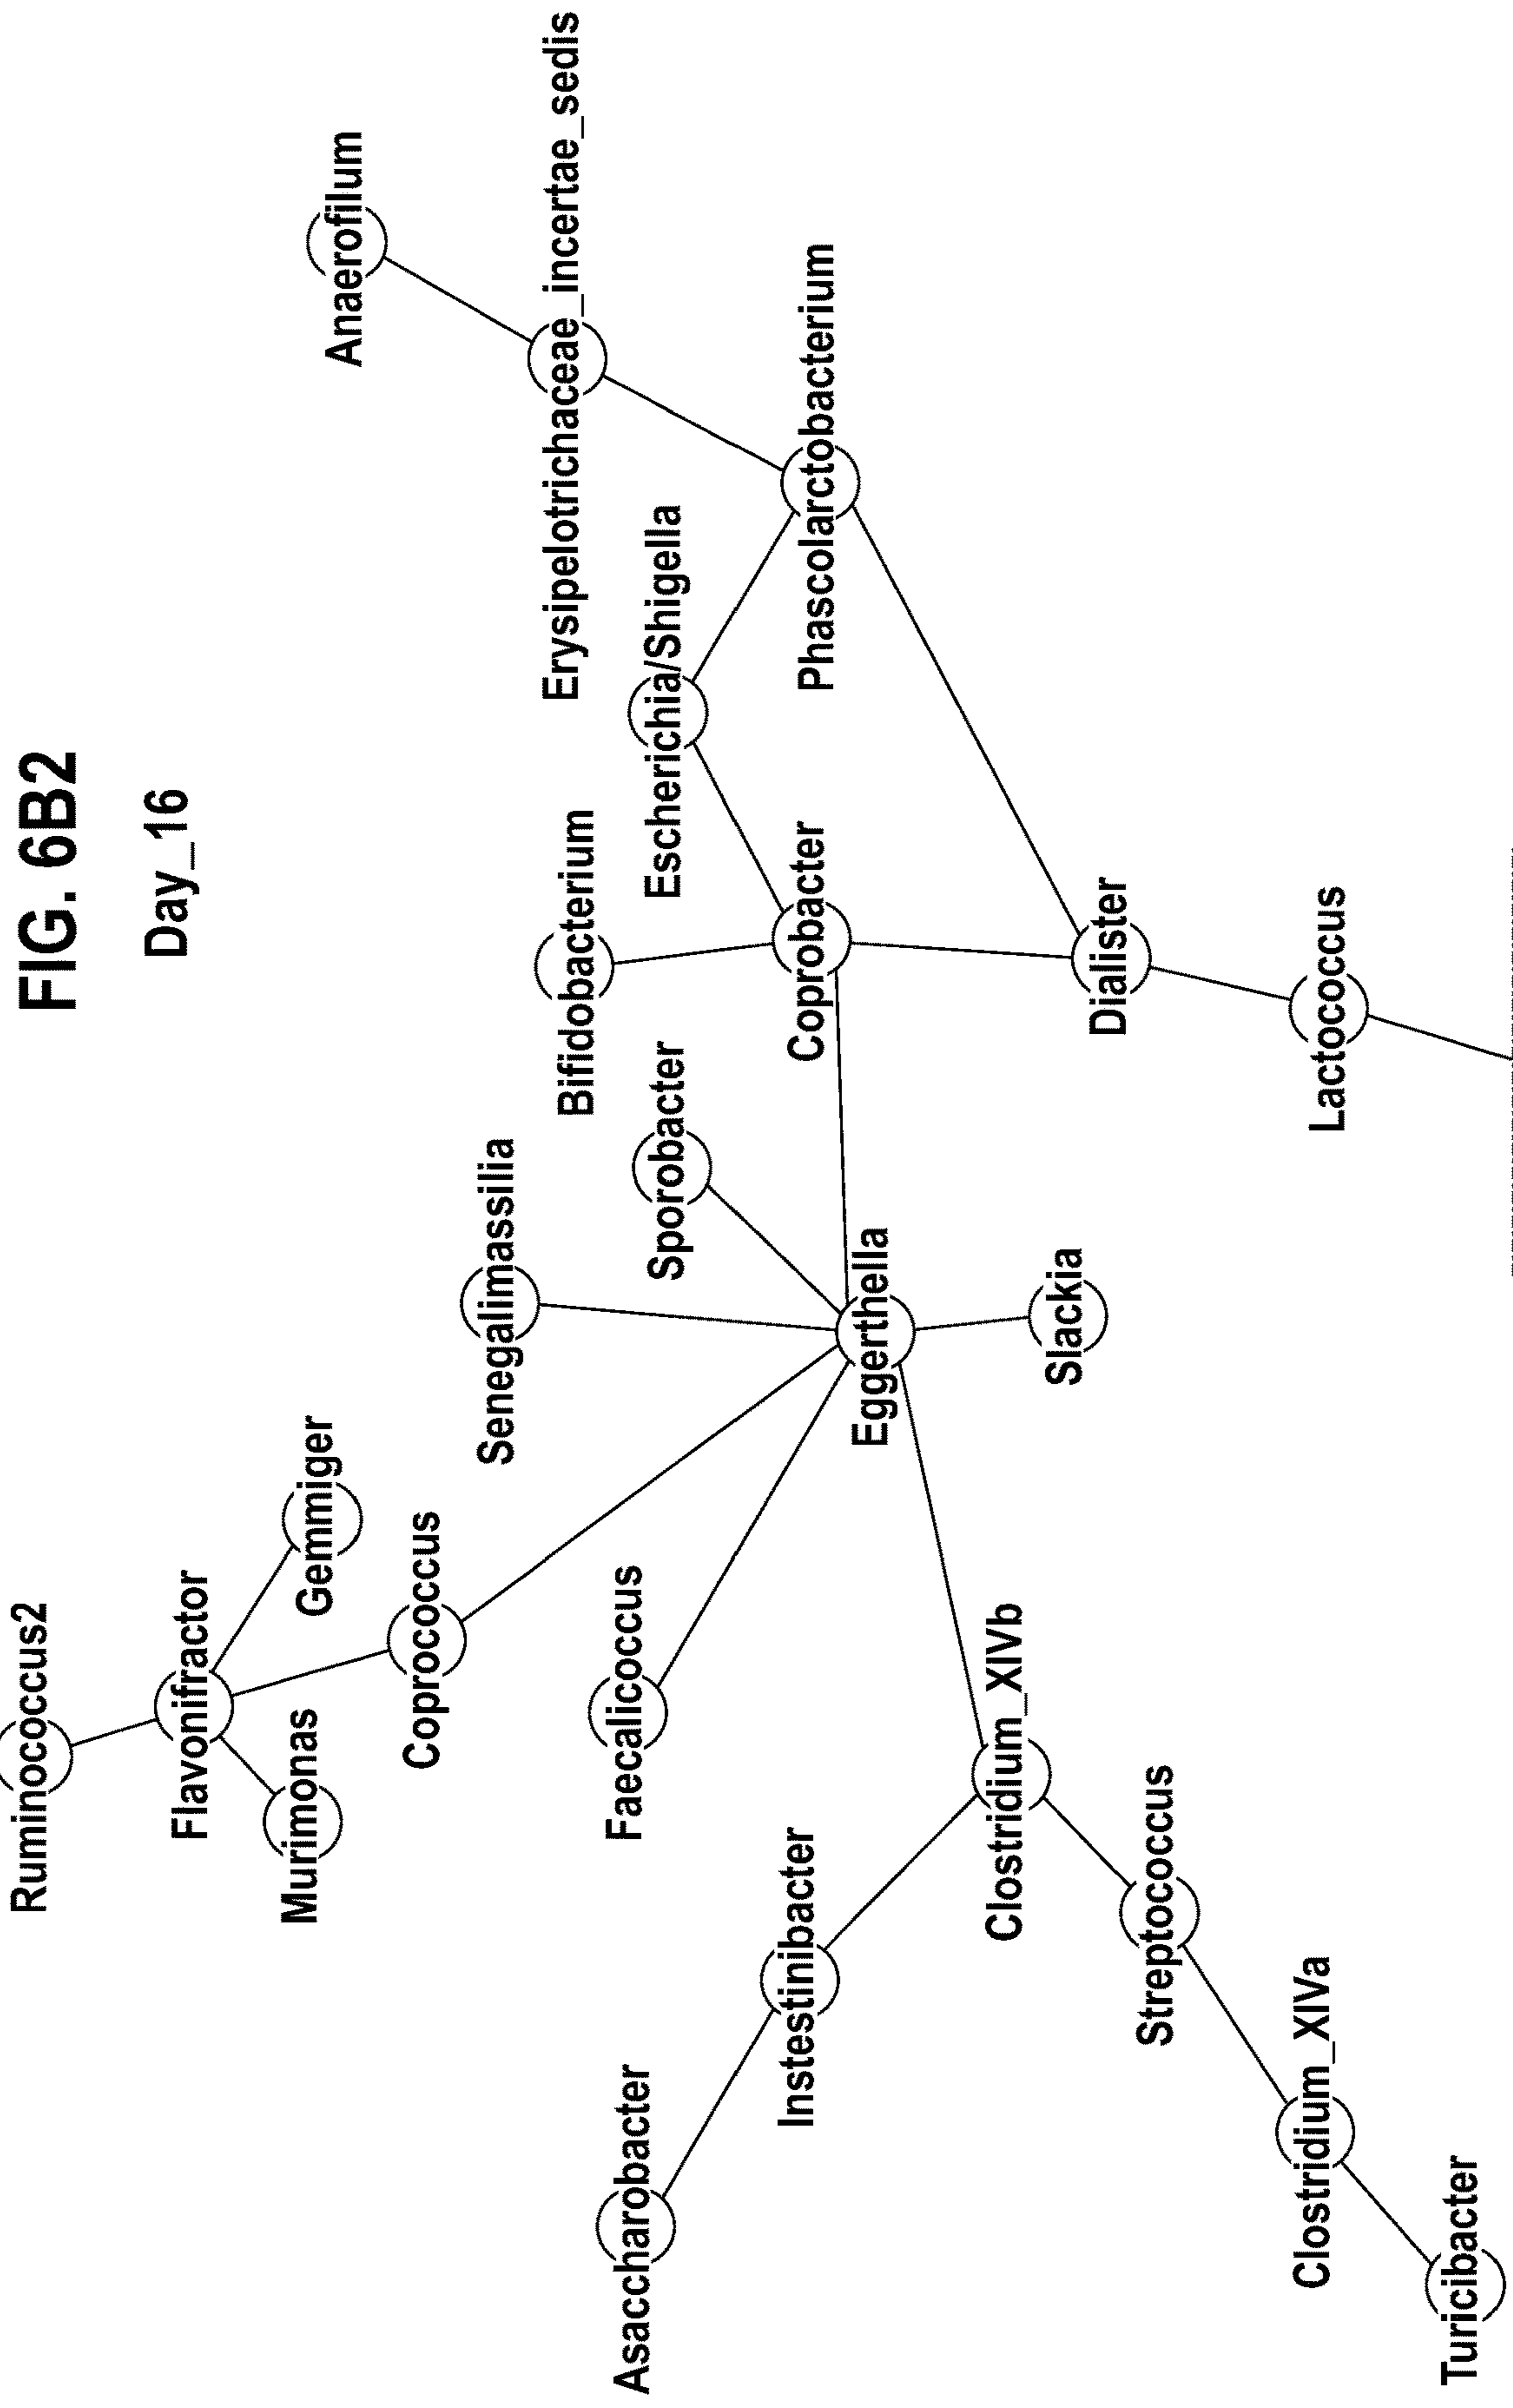 FIG. 6B2
Day_16
Ruminococcus2
Flavonifractor
Gemmiger
Murimonas
Anaerofilum
Coprococcus
Senegalimassilia
Bifidobacterium
Erysipelotrichaceae_incertae_sedis
Faecalicoccus
Sporobacter
Escherichia/Shigella
Asaccharobacter
Instestinibacter
Coprobacter
Phascolarctobacterium
Eggerthella
Clostridium_XIVb
Slackia
Dialister
Streptococcus
Clostridium_XIVa
Lactococcus
Turicibacter